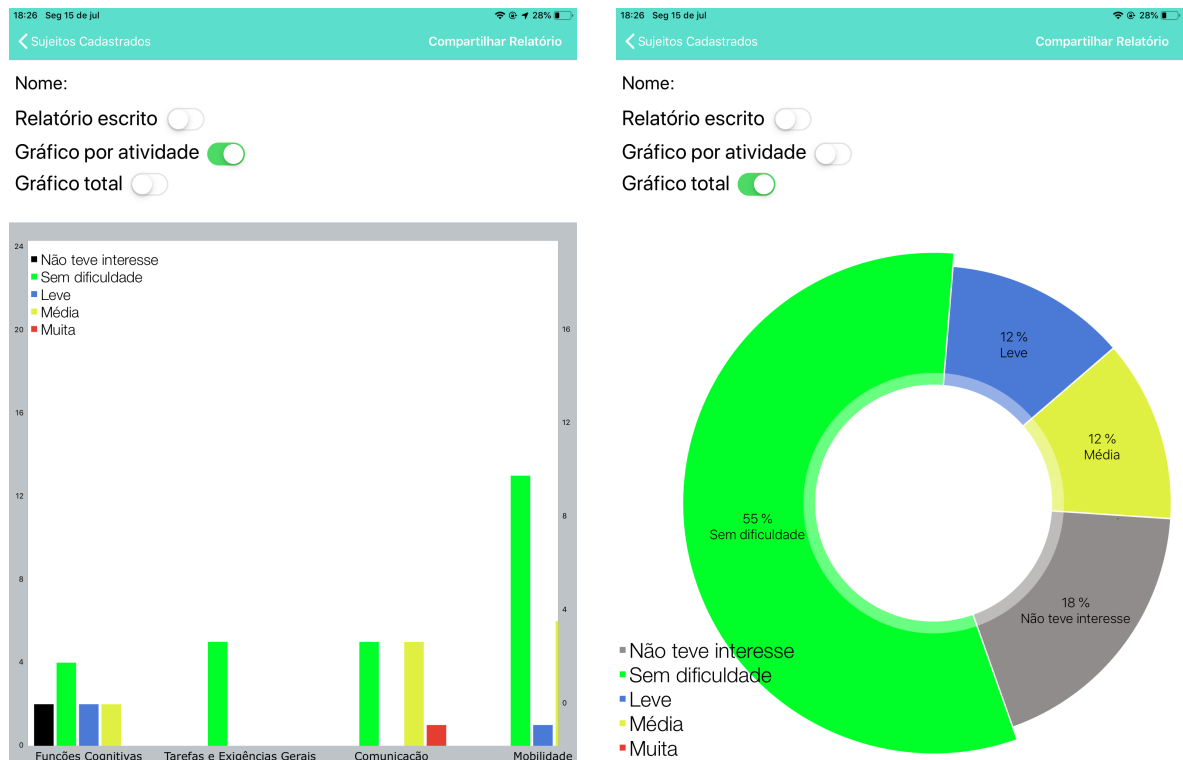 18:26 Seg 15 de jul
28%
Sujeitos Cadastrados
Compartilhar Relatório
Nome:
Relatório escrito
Gráfico por atividade
Gráfico total
24
20
16
12
8
4
0
Não teve interesse
Sem dificuldade
Leve
Média
Muita
16
12
8
4
0
Funções Cognitivas
Tarefas e Exigências Gerais
Comunicação
Mobilidade
18:26 Seg 15 de jul
28%
Sujeitos Cadastrados
Compartilhar Relatório
Nome:
Relatório escrito
Gráfico por atividade
Gráfico total
12 %
Leve
12 %
Média
55 %
Sem dificuldade
18 %
Não teve interesse
Não teve interesse
Sem dificuldade
Leve
Média
Muita